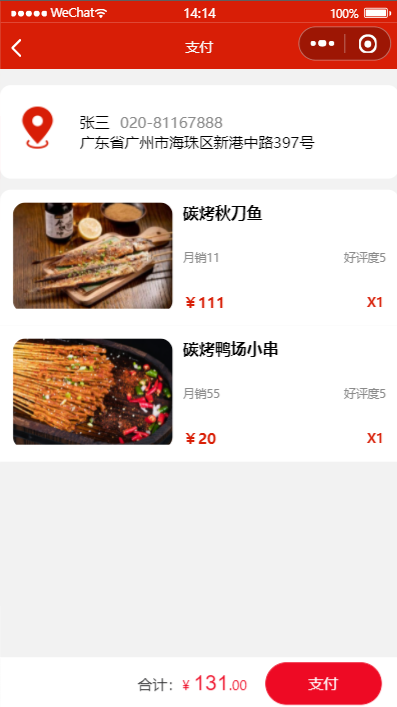 WeChat 14:14 100%
支付
张三 020-81167888
广东省广州市海珠区新港中路397号
碳烤秋刀鱼
月销11 好评度5
￥111 X1
碳烤鸭场小串
月销55 好评度5
￥20 X1
合计：￥131.00 支付